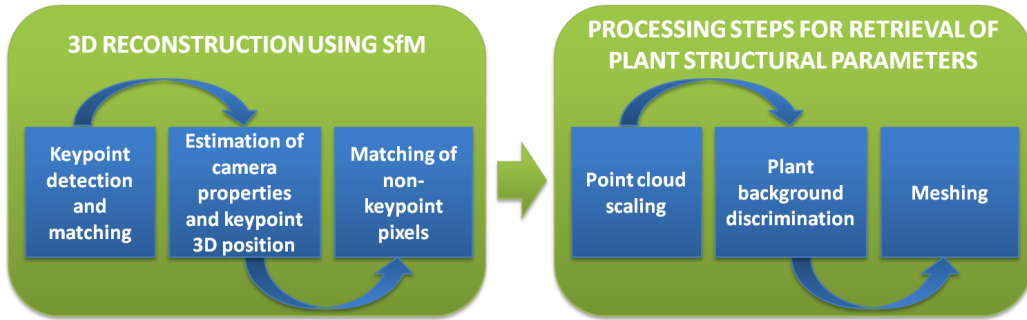 3D RECONSTRUCTION USING SfM
Keypoint
detection
and
matching
Estimation of
camera
properties
and keypoint
3D position
Matching of
non-
keypoint
pixels
PROCESSING STEPS FOR RETRIEVAL OF
PLANT STRUCTURAL PARAMETERS
Point cloud
scaling
Plant
background
discrimination
Meshing